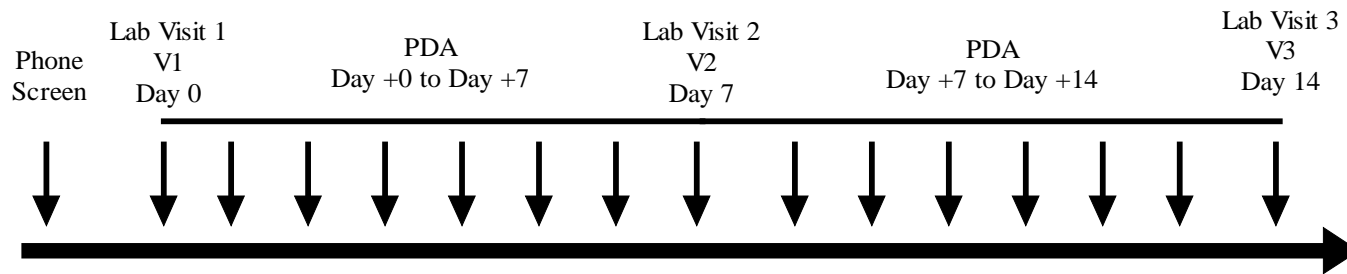 Phone
Screen
Lab Visit 1
V1
Day 0
PDA
Day +0 to Day +7
Lab Visit 2
V2
Day 7
PDA
Day +7 to Day +14
Lab Visit 3
V3
Day 14